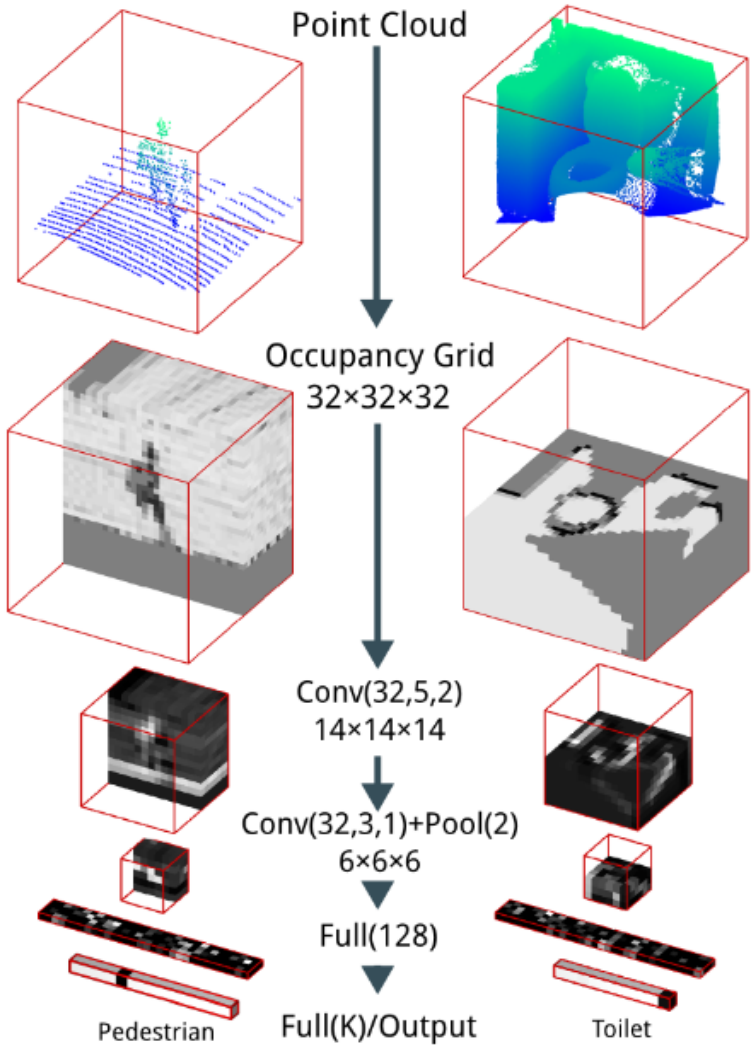 Point Cloud
Occupancy Grid
32×32×32
Conv(32,5,2)
14×14×14
Conv(32,3,1)+Pool(2)
6×6×6
Full(128)
Full(K)/Output
Pedestrian
Toilet